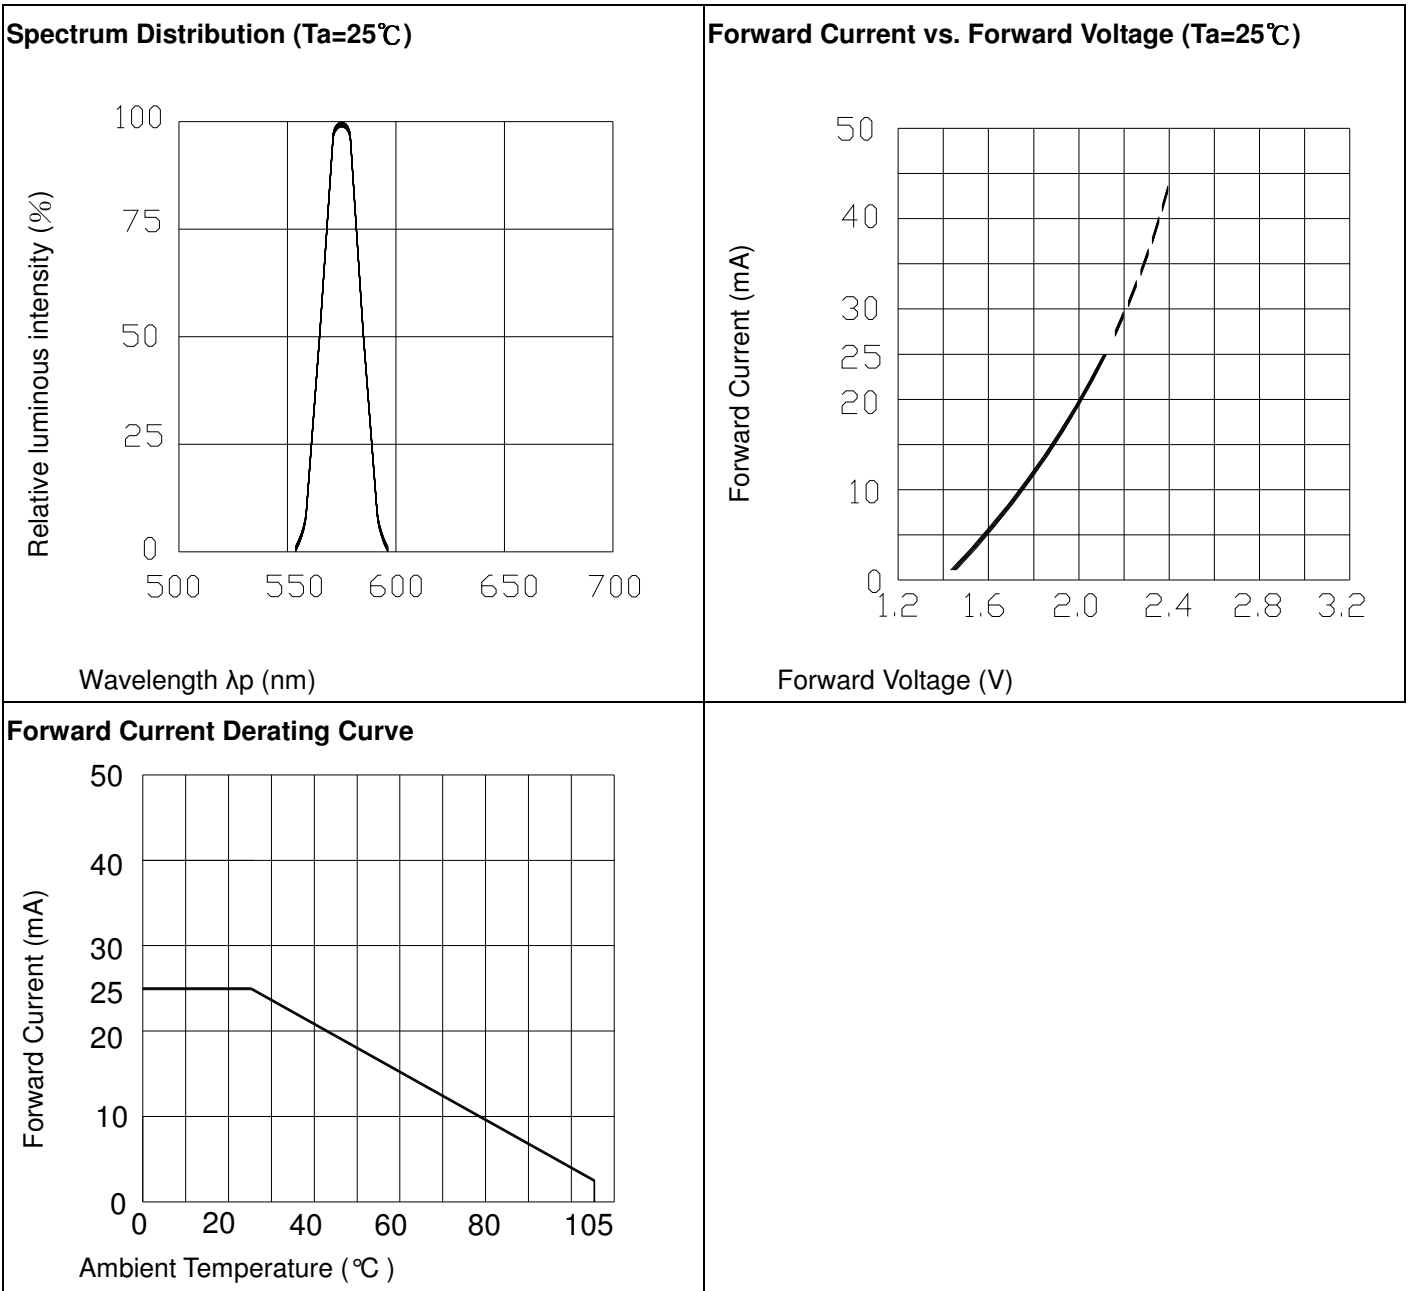 Spectrum Distribution (Ta=25℃)
100
75
50
25
0
500 550 600 650 700
Relative luminous intensity (%)
Wavelength λp (nm)
Forward Current vs. Forward Voltage (Ta=25℃)
50
40
30
25
20
10
0
1.2 1.6 2.0 2.4 2.8 3.2
Forward Current (mA)
Forward Voltage (V)
Forward Current Derating Curve
50
40
30
25
20
10
0
0 20 40 60 80 105
Forward Current (mA)
Ambient Temperature (℃ )